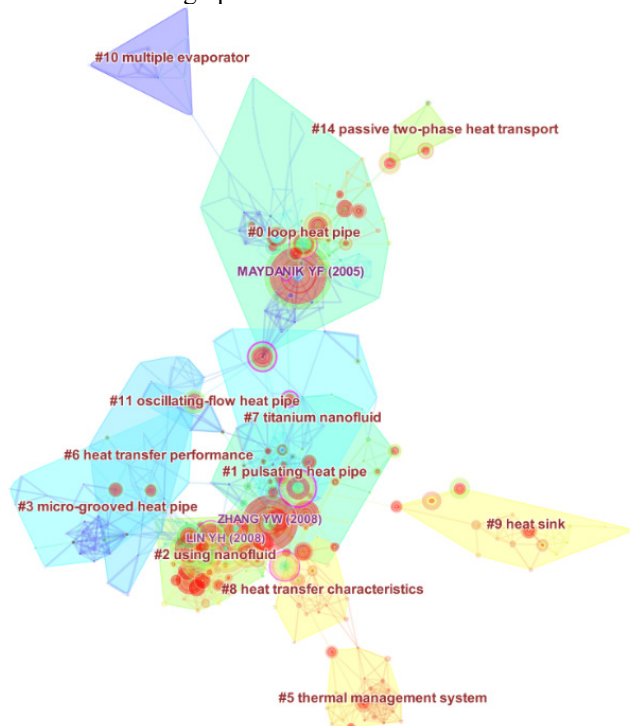 #10 multiple evaporator
#14 passive two-phase heat transport
#0 loop heat pipe
MAYDANIK YF (2005)
#11 oscillating-flow heat pipe
#7 titanium nanofluid
#6 heat transfer performance
#1 pulsating heat pipe
#3 micro-grooved heat pipe
ZHANG YW (2008)
#9 heat sink
LIN YH (2008)
#2 using nanofluid
#8 heat transfer characteristics
#5 thermal management system